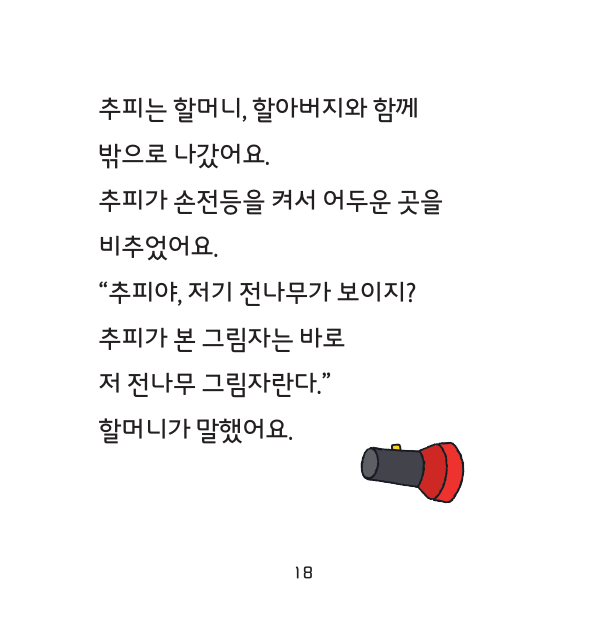 추피는 할머니, 할아버지와 함께
밖으로 나갔어요.
추피가 손전등을 켜서 어두운 곳을
비추었어요.
“추피야, 저기 전나무가 보이지?
추피가 본 그림자는 바로
저 전나무 그림자란다.”
할머니가 말했어요.
18